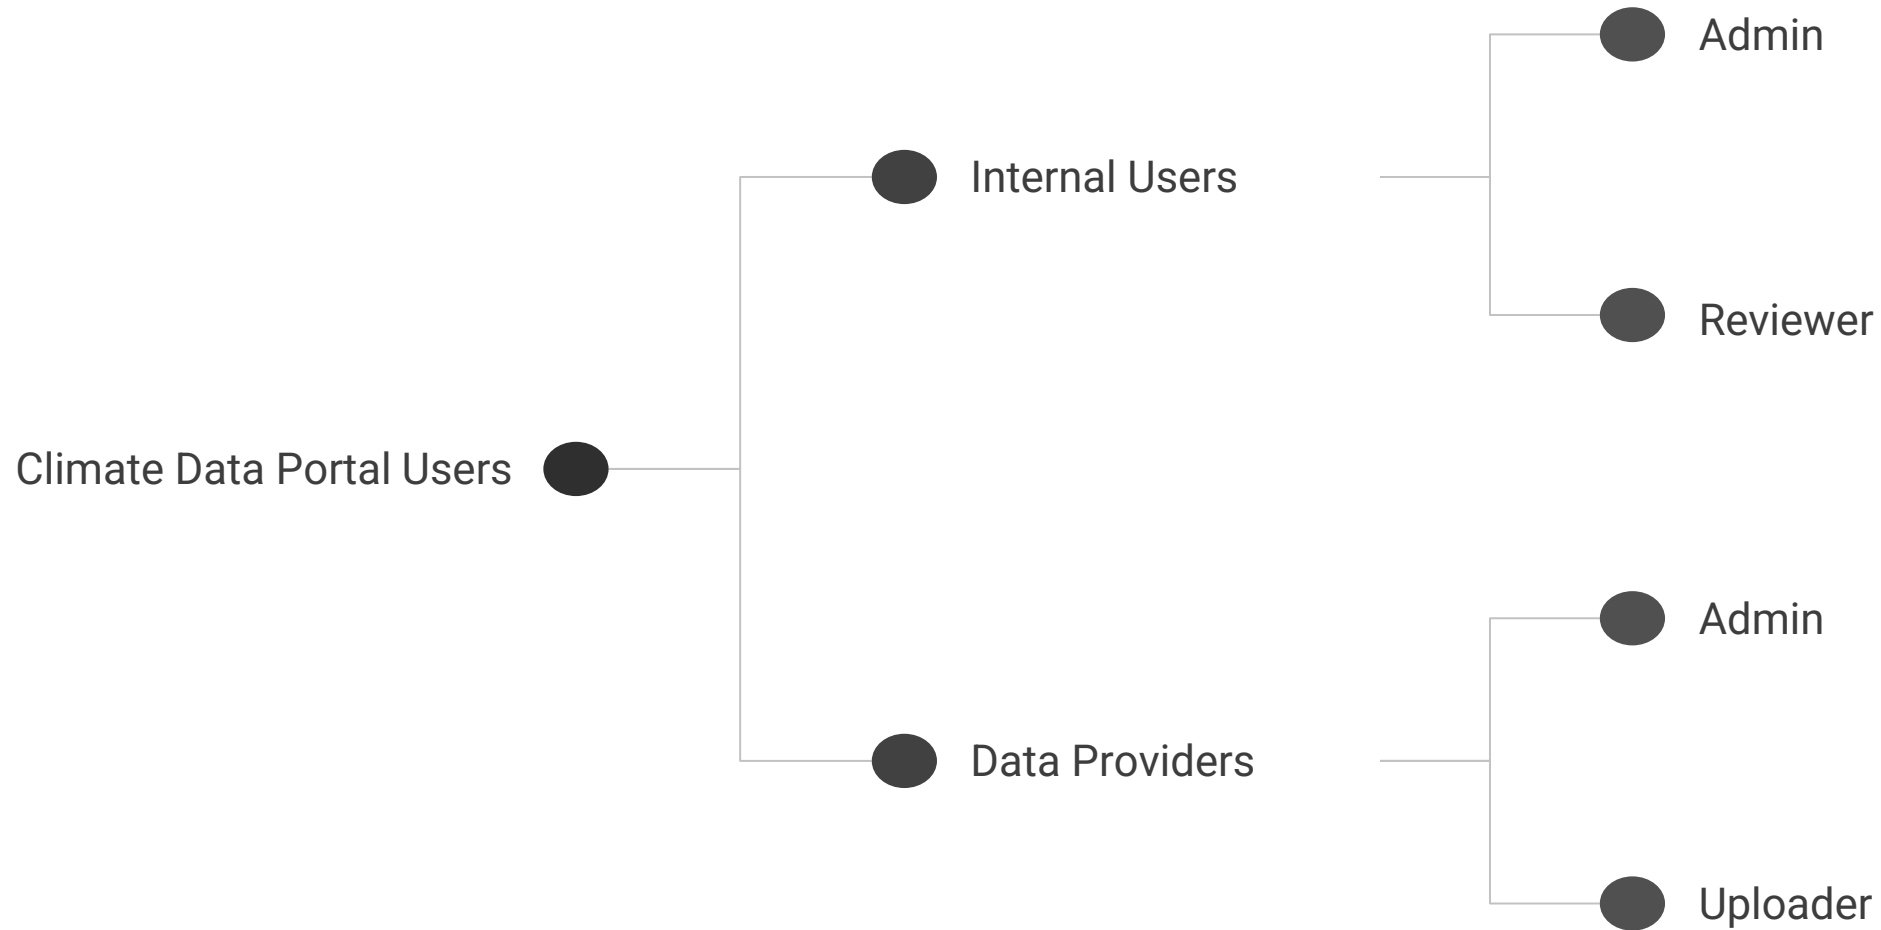 Admin
Internal Users
Reviewer
Climate Data Portal Users
Admin
Data Providers
Uploader